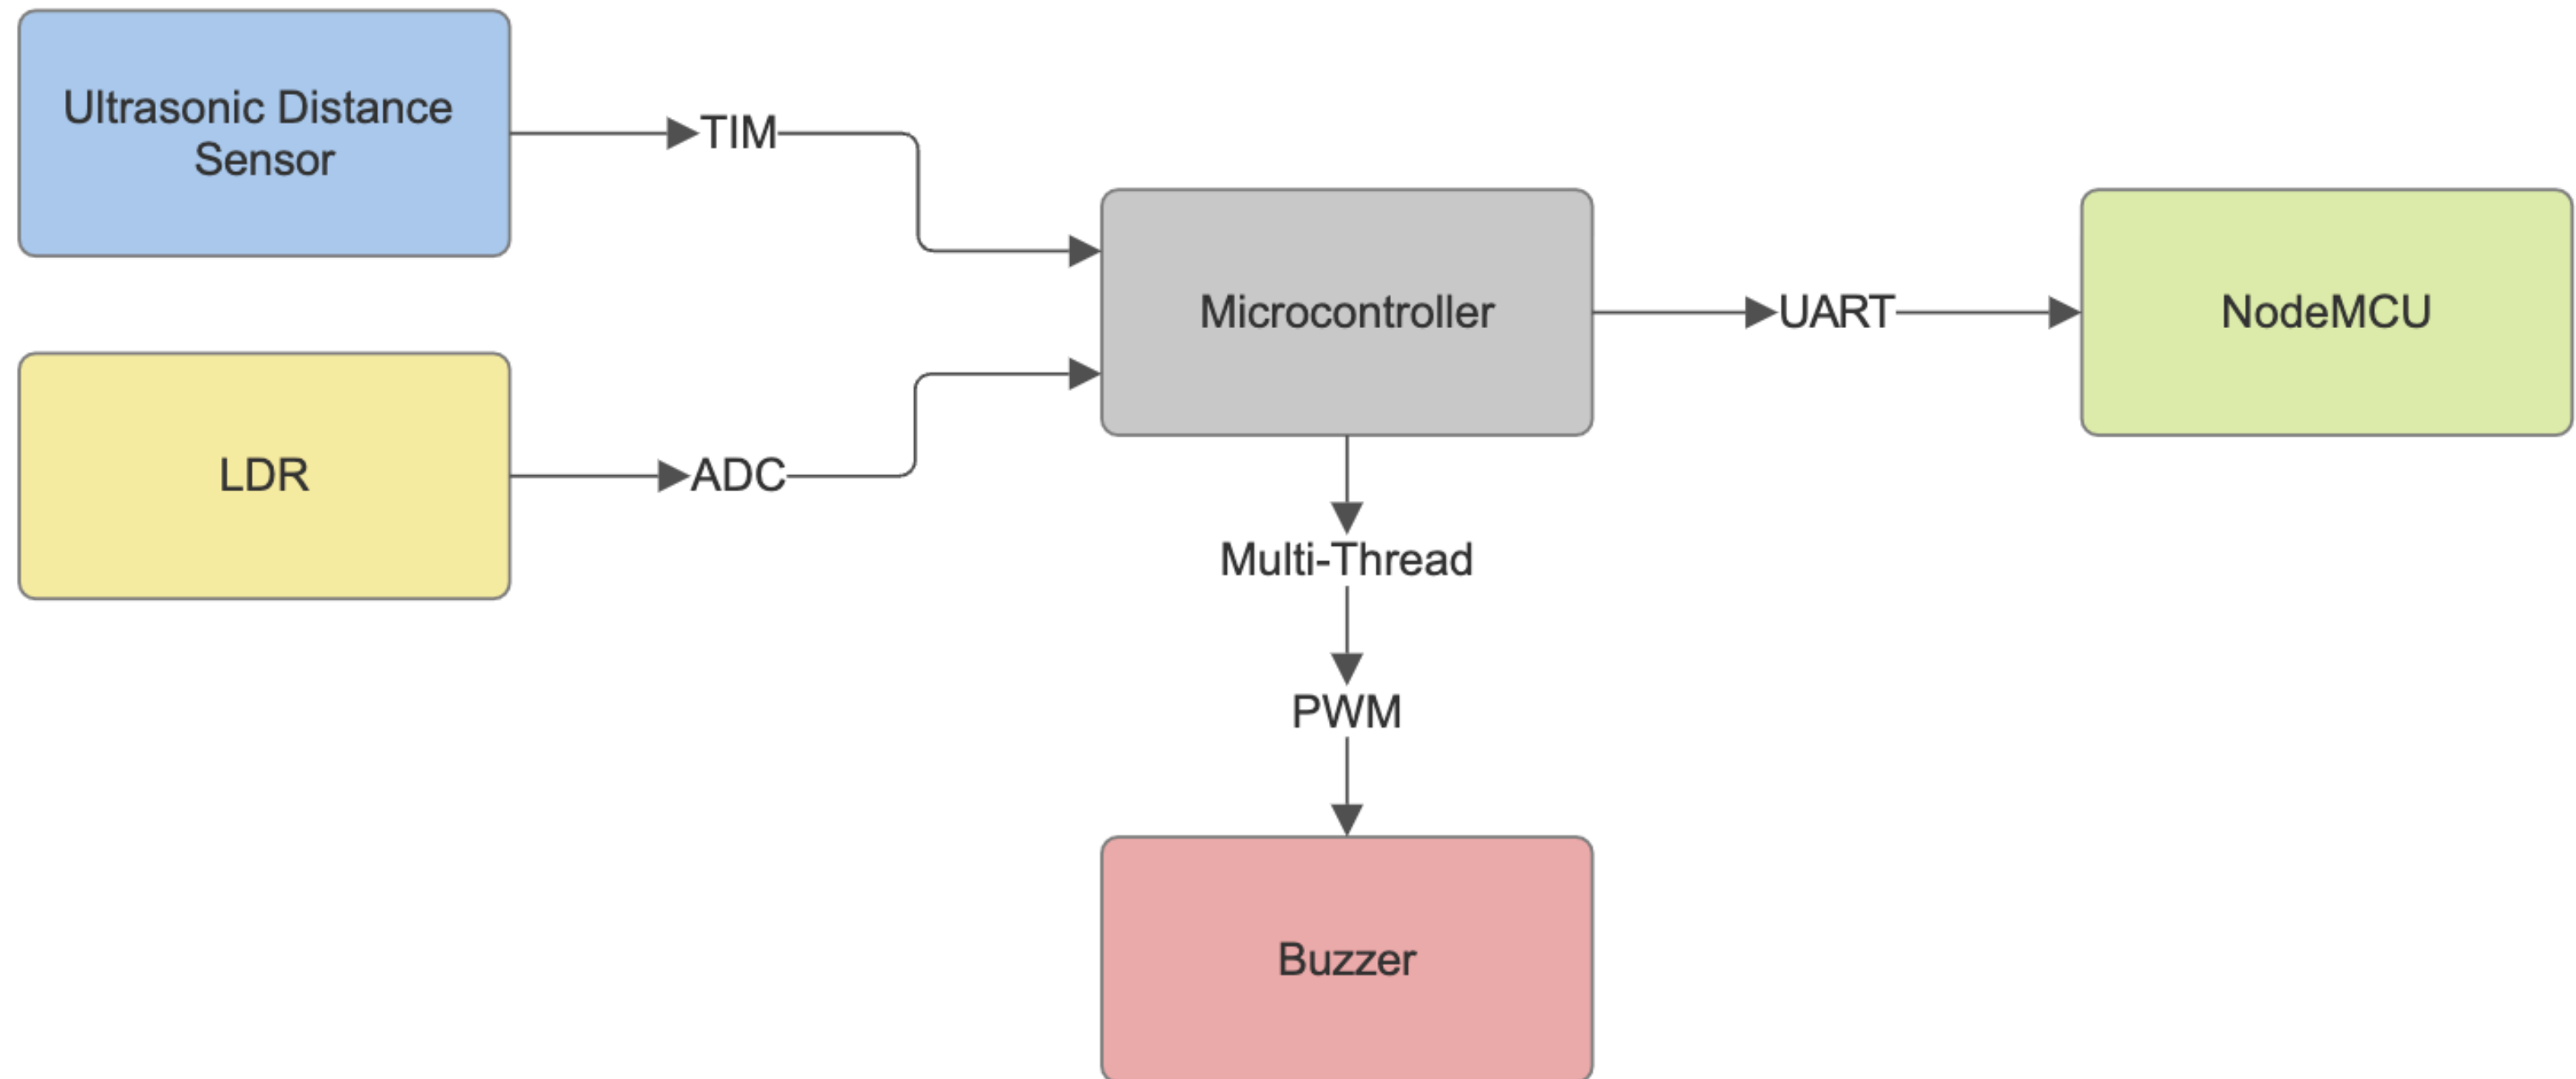 Ultrasonic Distance
Sensor
TIM
Microcontroller
UART
NodeMCU
LDR
ADC
Multi-Thread
PWM
Buzzer